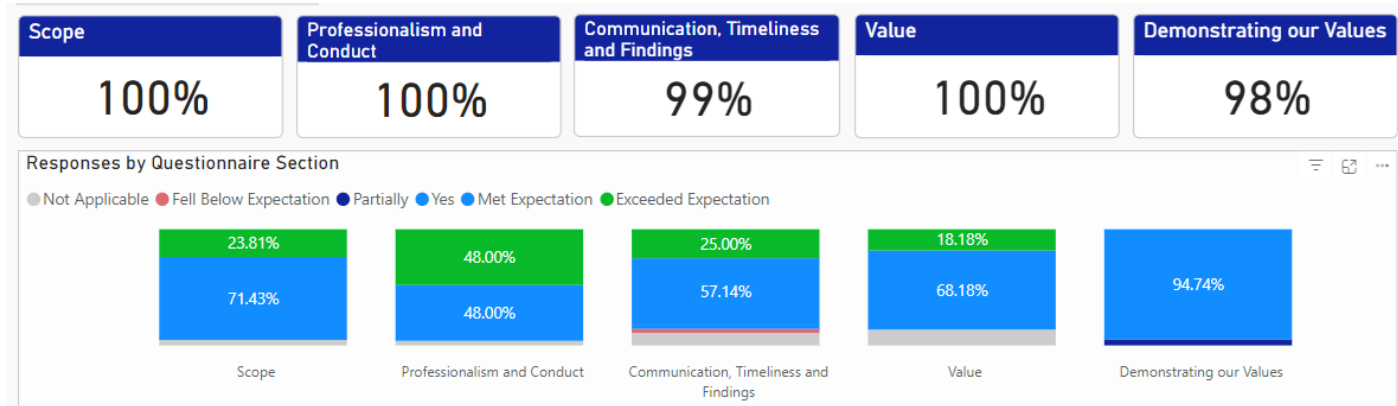 Scope
Professionalism and
Conduct
Communication, Timeliness
and Findings
Value
Demonstrating our Values
100%
100%
99%
100%
98%
Responses by Questionnaire Section
Not Applicable Fell Below Expectation Partially Yes Met Expectation Exceeded Expectation
23.81%
48.00%
25.00%
18.18%
71.43%
48.00%
57.14%
68.18%
94.74%
Scope
Professionalism and Conduct
Communication, Timeliness and
Findings
Value
Demonstrating our Values